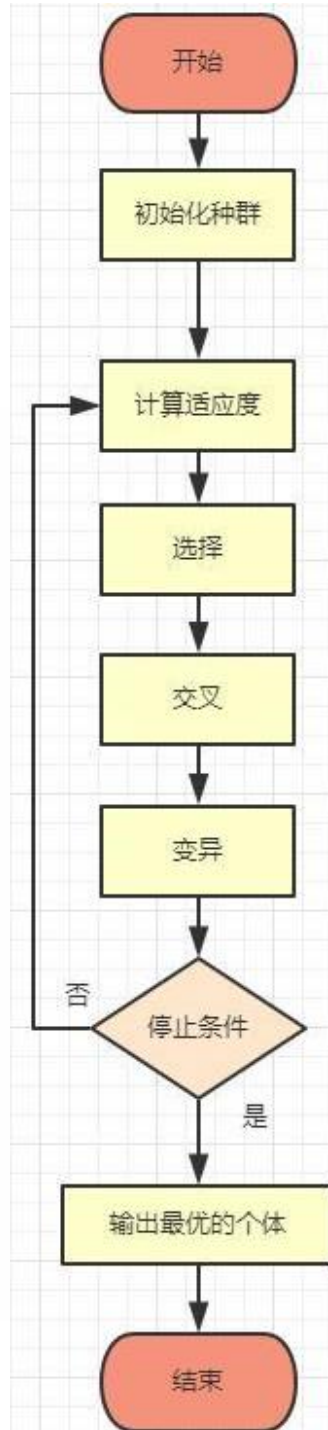 开始
初始化种群
计算适应度
选择
交叉
变异
否
停止条件
是
输出最优的个体
结束